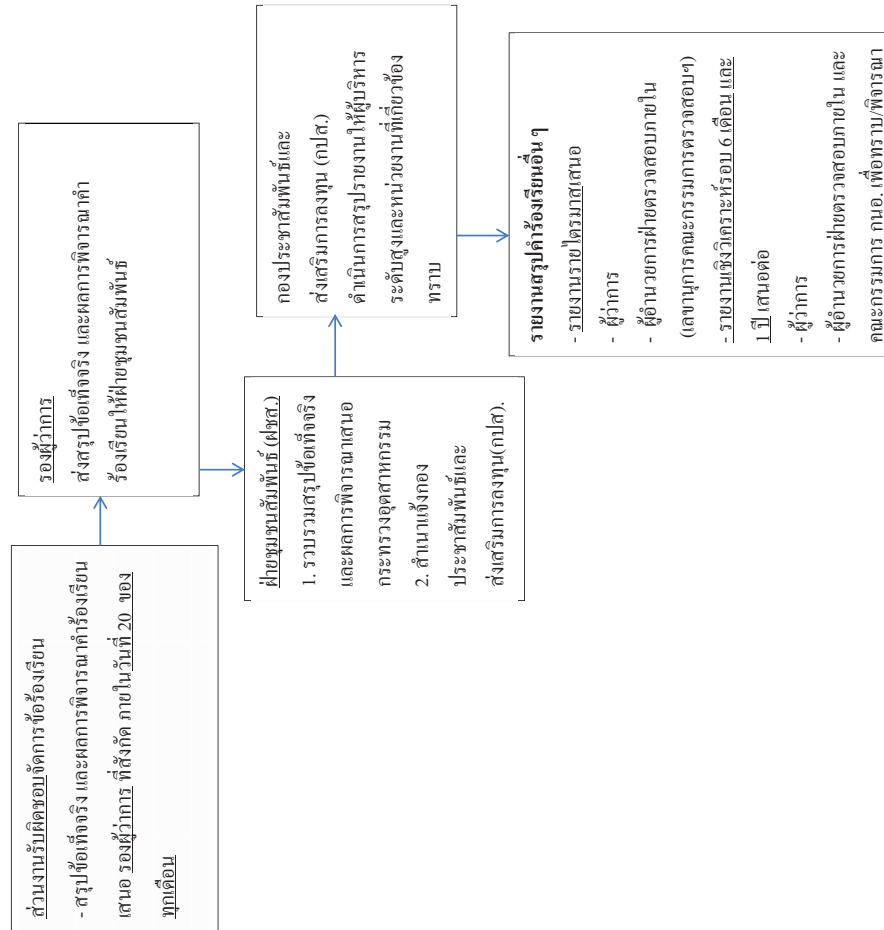 ส่วนงานรับผิดชอบจัดการข้อร้องเรียน
- สรุปข้อเท็จจริง และผลการพิจารณาคำร้องเรียน
เสนอ รองผู้ว่าการ ที่สังกัด ภายในวันที่ 20 ของ
ทุกเดือน
รองผู้ว่าการ
ส่งสรุปข้อเท็จจริง และผลการพิจารณาคำ
ร้องเรียนให้ฝ่ายชุมชนสัมพันธ์
ฝ่ายชุมชนสัมพันธ์ (ฝชส.)
1. รวบรวมสรุปข้อเท็จจริง
และผลการพิจารณาเสนอ
กระทรวงอุตสาหกรรม
2. สำเนาแจ้งกอง
ประชาสัมพันธ์และ
ส่งเสริมการลงทุน(กปส).
กองประชาสัมพันธ์และ
ส่งเสริมการลงทุน (กปส.)
ดำเนินการสรุปรายงานให้ผู้บริหาร
ระดับสูงและหน่วยงานที่เกี่ยวข้อง
ทราบ
รายงานสรุปคำร้องเรียนอื่น ๆ
- รายงานรายไตรมาสเสนอ
- ผู้ว่าการ
- ผู้อำนวยการฝ่ายตรวจสอบภายใน
(เลขานุการคณะกรรมการตรวจสอบฯ)
- รายงานเชิงวิเคราะห์รอบ 6 เดือน และ
1 ปี เสนอต่อ
- ผู้ว่าการ
- ผู้อำนวยการฝ่ายตรวจสอบภายใน และ
คณะกรรมการ กนอ. เพื่อทราบ/พิจารณา